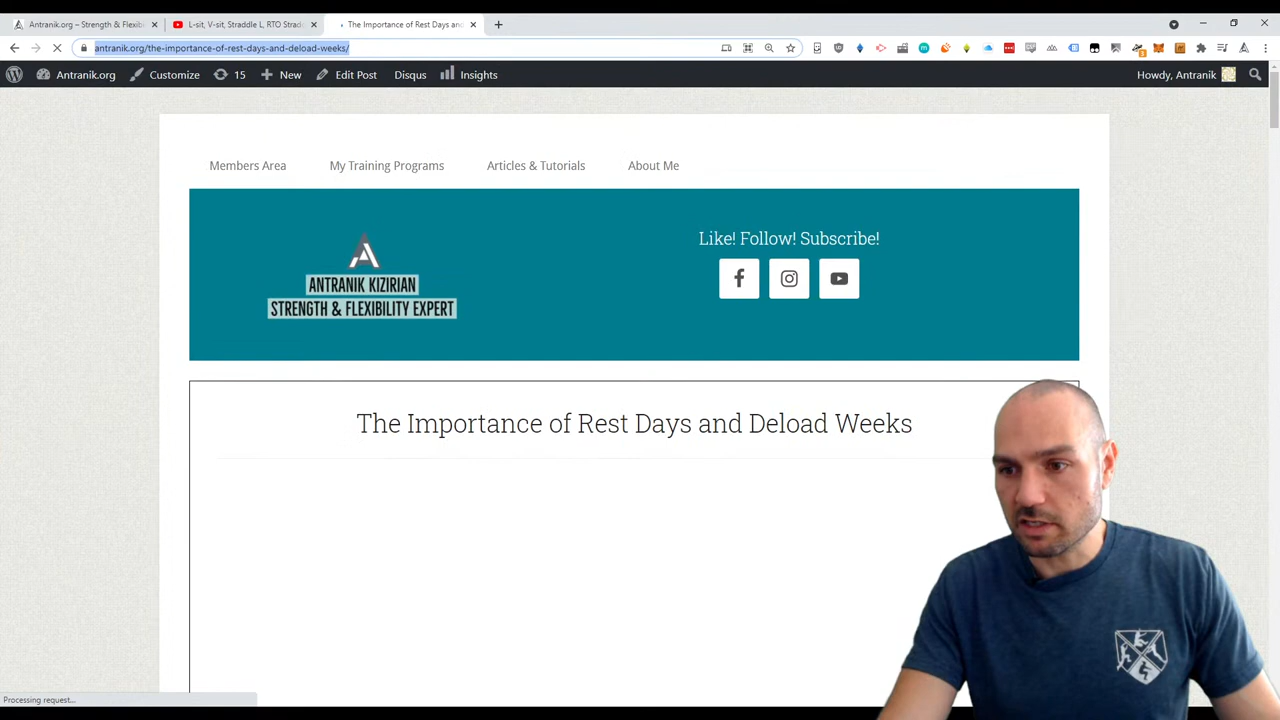 Antranik.org – Strength & Flexibi
L-sit, V-sit, Straddle L, RTO Strad
The Importance of Rest Days and
antranik.org/the-importance-of-rest-days-and-deload-weeks/
Antranik.org
Customize
15
New
Edit Post
Disqus
Insights
Howdy, Antranik
Members Area
My Training Programs
Articles & Tutorials
About Me
ANTRANIK KIZIRIAN
STRENGTH & FLEXIBILITY EXPERT
Like! Follow! Subscribe!
The Importance of Rest Days and Deload Weeks
Processing request...